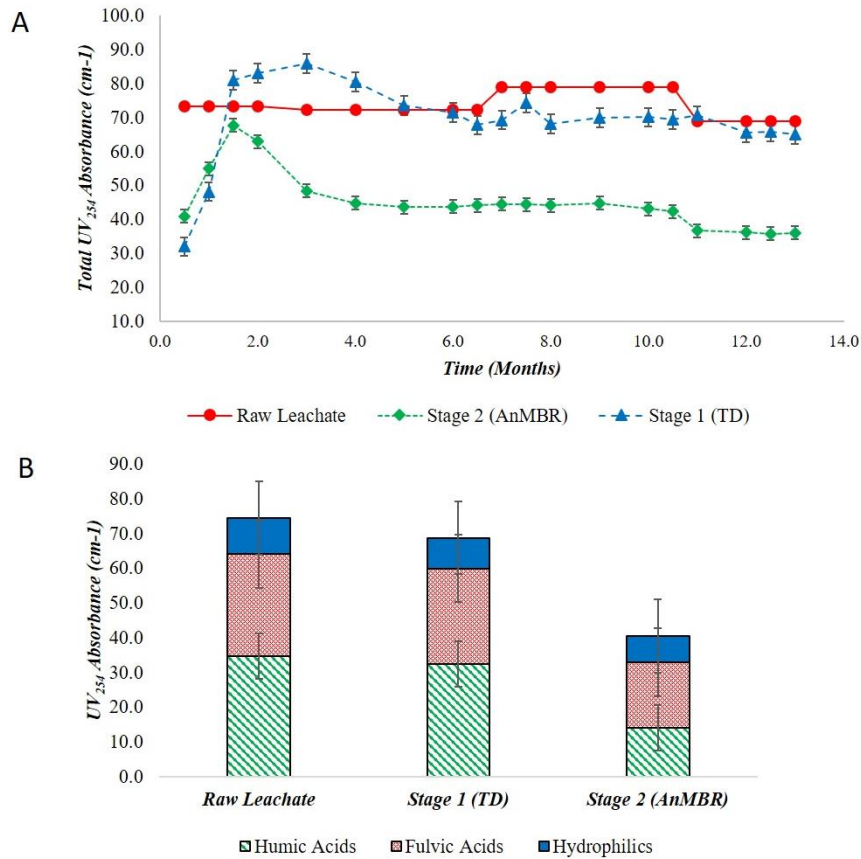 A
Total UV254 Absorbance (cm-1)
100.0
90.0
80.0
70.0
60.0
50.0
40.0
30.0
20.0
10.0
0.0 2.0 4.0 6.0 8.0 10.0 12.0 14.0
Time (Months)
Raw Leachate Stage 2 (AnMBR) Stage 1 (TD)
B
UV254 Absorbance (cm-1)
90.0
80.0
70.0
60.0
50.0
40.0
30.0
20.0
10.0
0.0
Raw Leachate Stage 1 (TD) Stage 2 (AnMBR)
Humic Acids Fulvic Acids Hydrophilics